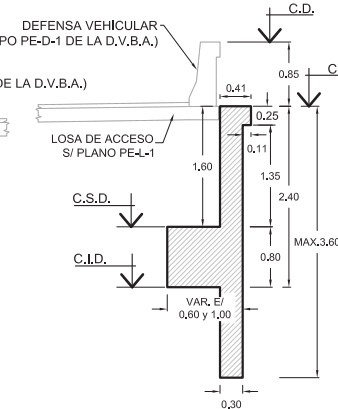 C.D.
DEFENSA VEHICULAR
PO PE-D-1 DE LA D.V.B.A.)
0.85
DE LA D.V.B.A.)
0.41
C
0.25
LOSA DE ACCESO
S/ PLANO PE-L-1
0.11
1.60
1.35
2.40
C.S.D.
MAX.3.60
C.I.D.
0.80
VAR. E/
0.60 y 1.00
0.30